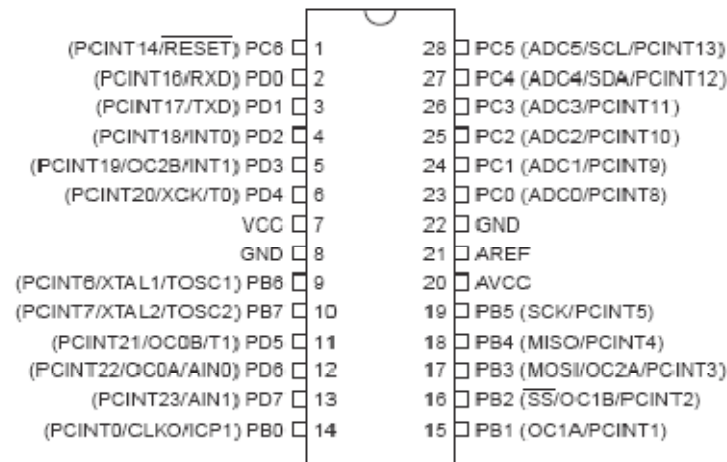 (PCINT14/RESET) PC6 1 28 PC5 (ADC5/SCL/PCINT13)
(PCINT16/RXD) PD0 2 27 PC4 (ADC4/SDA/PCINT12)
(PCINT17/TXD) PD1 3 26 PC3 (ADC3/PCINT11)
(PCINT18/INT0) PD2 4 25 PC2 (ADC2/PCINT10)
(PCINT19/OC2B/INT1) PD3 5 24 PC1 (ADC1/PCINT9)
(PCINT20/XCK/T0) PD4 6 23 PC0 (ADC0/PCINT8)
VCC 7 22 GND
GND 8 21 AREF
(PCINT6/XTAL1/TOSC1) PB6 9 20 AVCC
(PCINT7/XTAL2/TOSC2) PB7 10 19 PB5 (SCK/PCINT5)
(PCINT21/OC0B/T1) PD5 11 18 PB4 (MISO/PCINT4)
(PCINT22/OC0A/AIN0) PD6 12 17 PB3 (MOSI/OC2A/PCINT3)
(PCINT23/AIN1) PD7 13 16 PB2 (SS/OC1B/PCINT2)
(PCINT0/CLKO/ICP1) PB0 14 15 PB1 (OC1A/PCINT1)